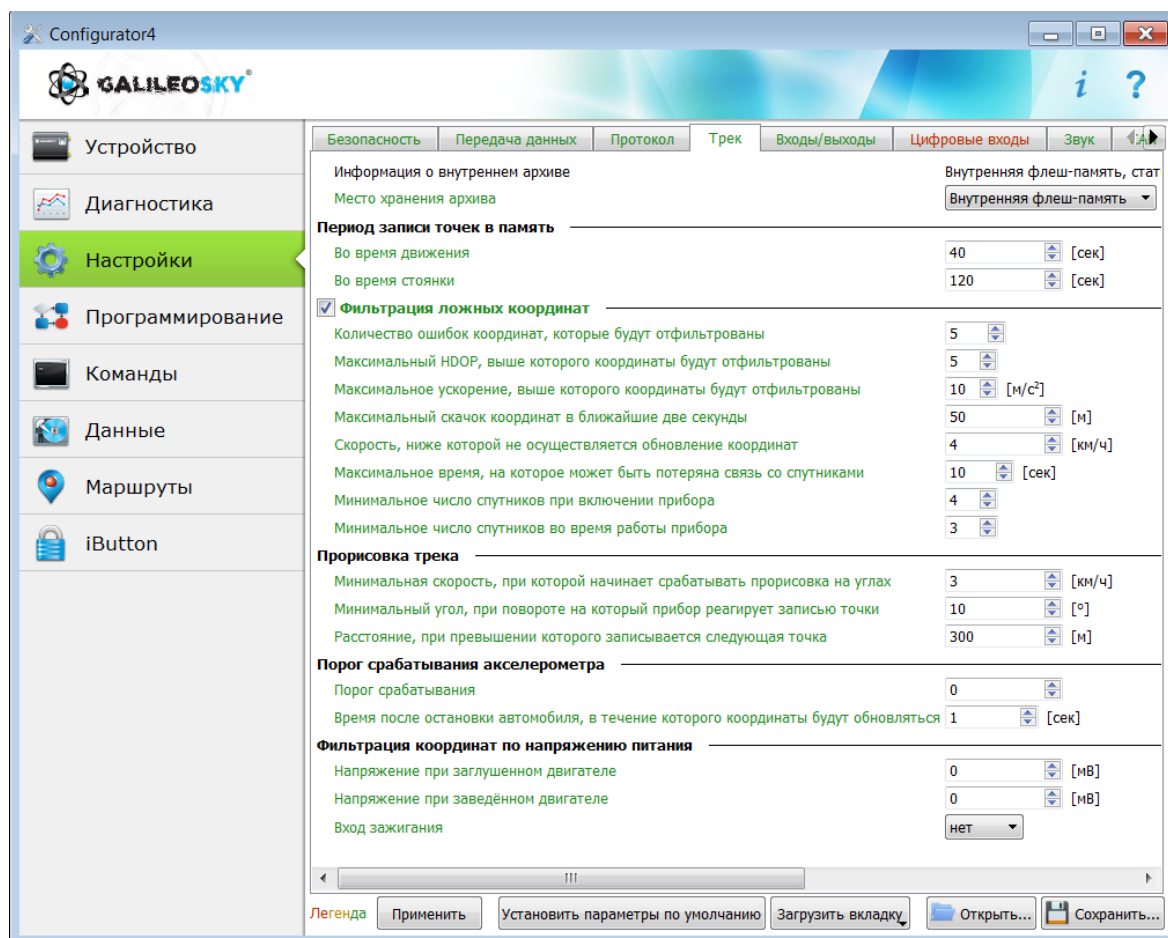 Configurator4
GALILEOSKY®
i ?
Устройство
Диагностика
Настройки
Программирование
Команды
Данные
Маршруты
iButton
Безопасность Передача данных Протокол Трек Входы/выходы Цифровые входы Звук
Информация о внутреннем архиве Внутренняя флеш-память, стат
Место хранения архива Внутренняя флеш-память
Период записи точек в память
Во время движения 40 [сек]
Во время стоянки 120 [сек]
Фильтрация ложных координат
Количество ошибок координат, которые будут отфильтрованы 5
Максимальный HDOP, выше которого координаты будут отфильтрованы 5
Максимальное ускорение, выше которого координаты будут отфильтрованы 10 [м/с²]
Максимальный скачок координат в ближайшие две секунды 50 [м]
Скорость, ниже которой не осуществляется обновление координат 4 [км/ч]
Максимальное время, на которое может быть потеряна связь со спутниками 10 [сек]
Минимальное число спутников при включении прибора 4
Минимальное число спутников во время работы прибора 3
Прорисовка трека
Минимальная скорость, при которой начинает срабатывать прорисовка на углах 3 [км/ч]
Минимальный угол, при повороте на который прибор реагирует записью точки 10 [°]
Расстояние, при превышении которого записывается следующая точка 300 [м]
Порог срабатывания акселерометра
Порог срабатывания 0
Время после остановки автомобиля, в течение которого координаты будут обновляться 1 [сек]
Фильтрация координат по напряжению питания
Напряжение при заглушенном двигателе 0 [мВ]
Напряжение при заведённом двигателе 0 [мВ]
Вход зажигания нет
Легенда Применить Установить параметры по умолчанию Загрузить вкладку Открыть... Сохранить...